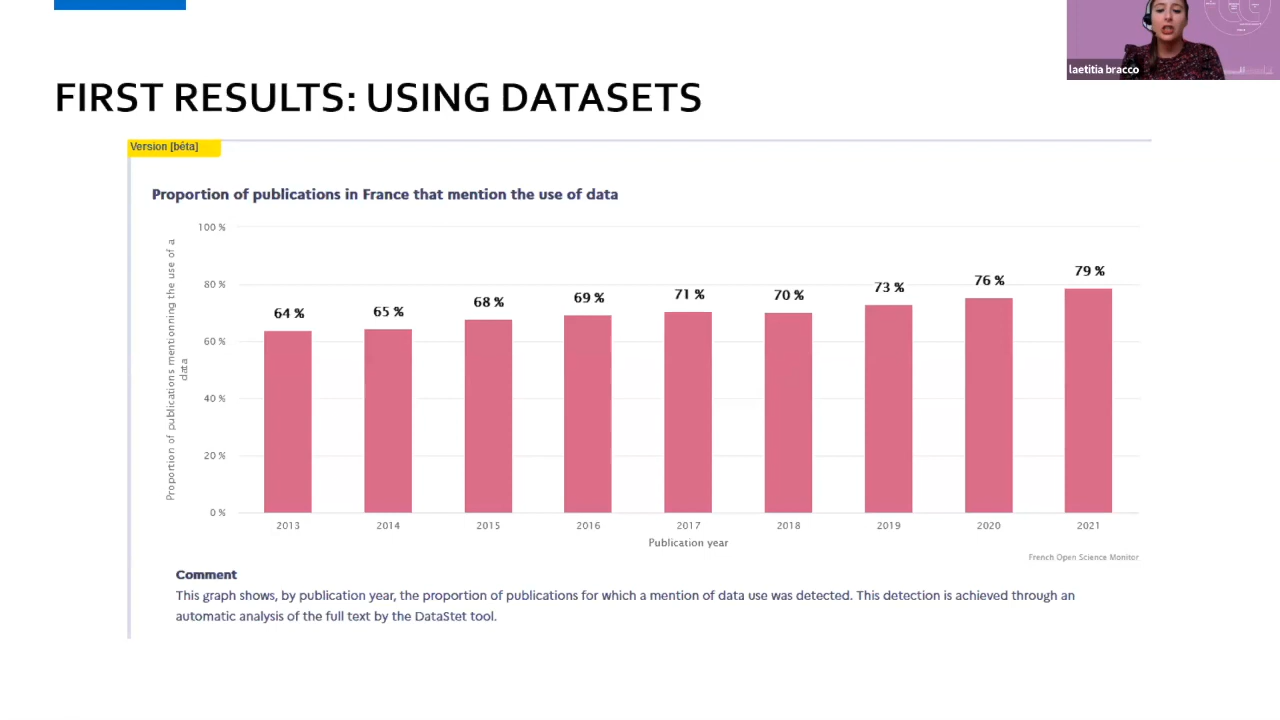 laetitia bracco
FIRST RESULTS: USING DATASETS
Version [béta]
Proportion of publications in France that mention the use of data
Proportion of publications mentionning the use of a
data
100 %
80 %
60 %
40 %
20 %
0 %
64 %
65 %
68 %
69 %
71 %
70 %
73 %
76 %
79 %
2013
2014
2015
2016
2017
2018
2019
2020
2021
Publication year
French Open Science Monitor
Comment
This graph shows, by publication year, the proportion of publications for which a mention of data use was detected. This detection is achieved through an
automatic analysis of the full text by the DataStet tool.